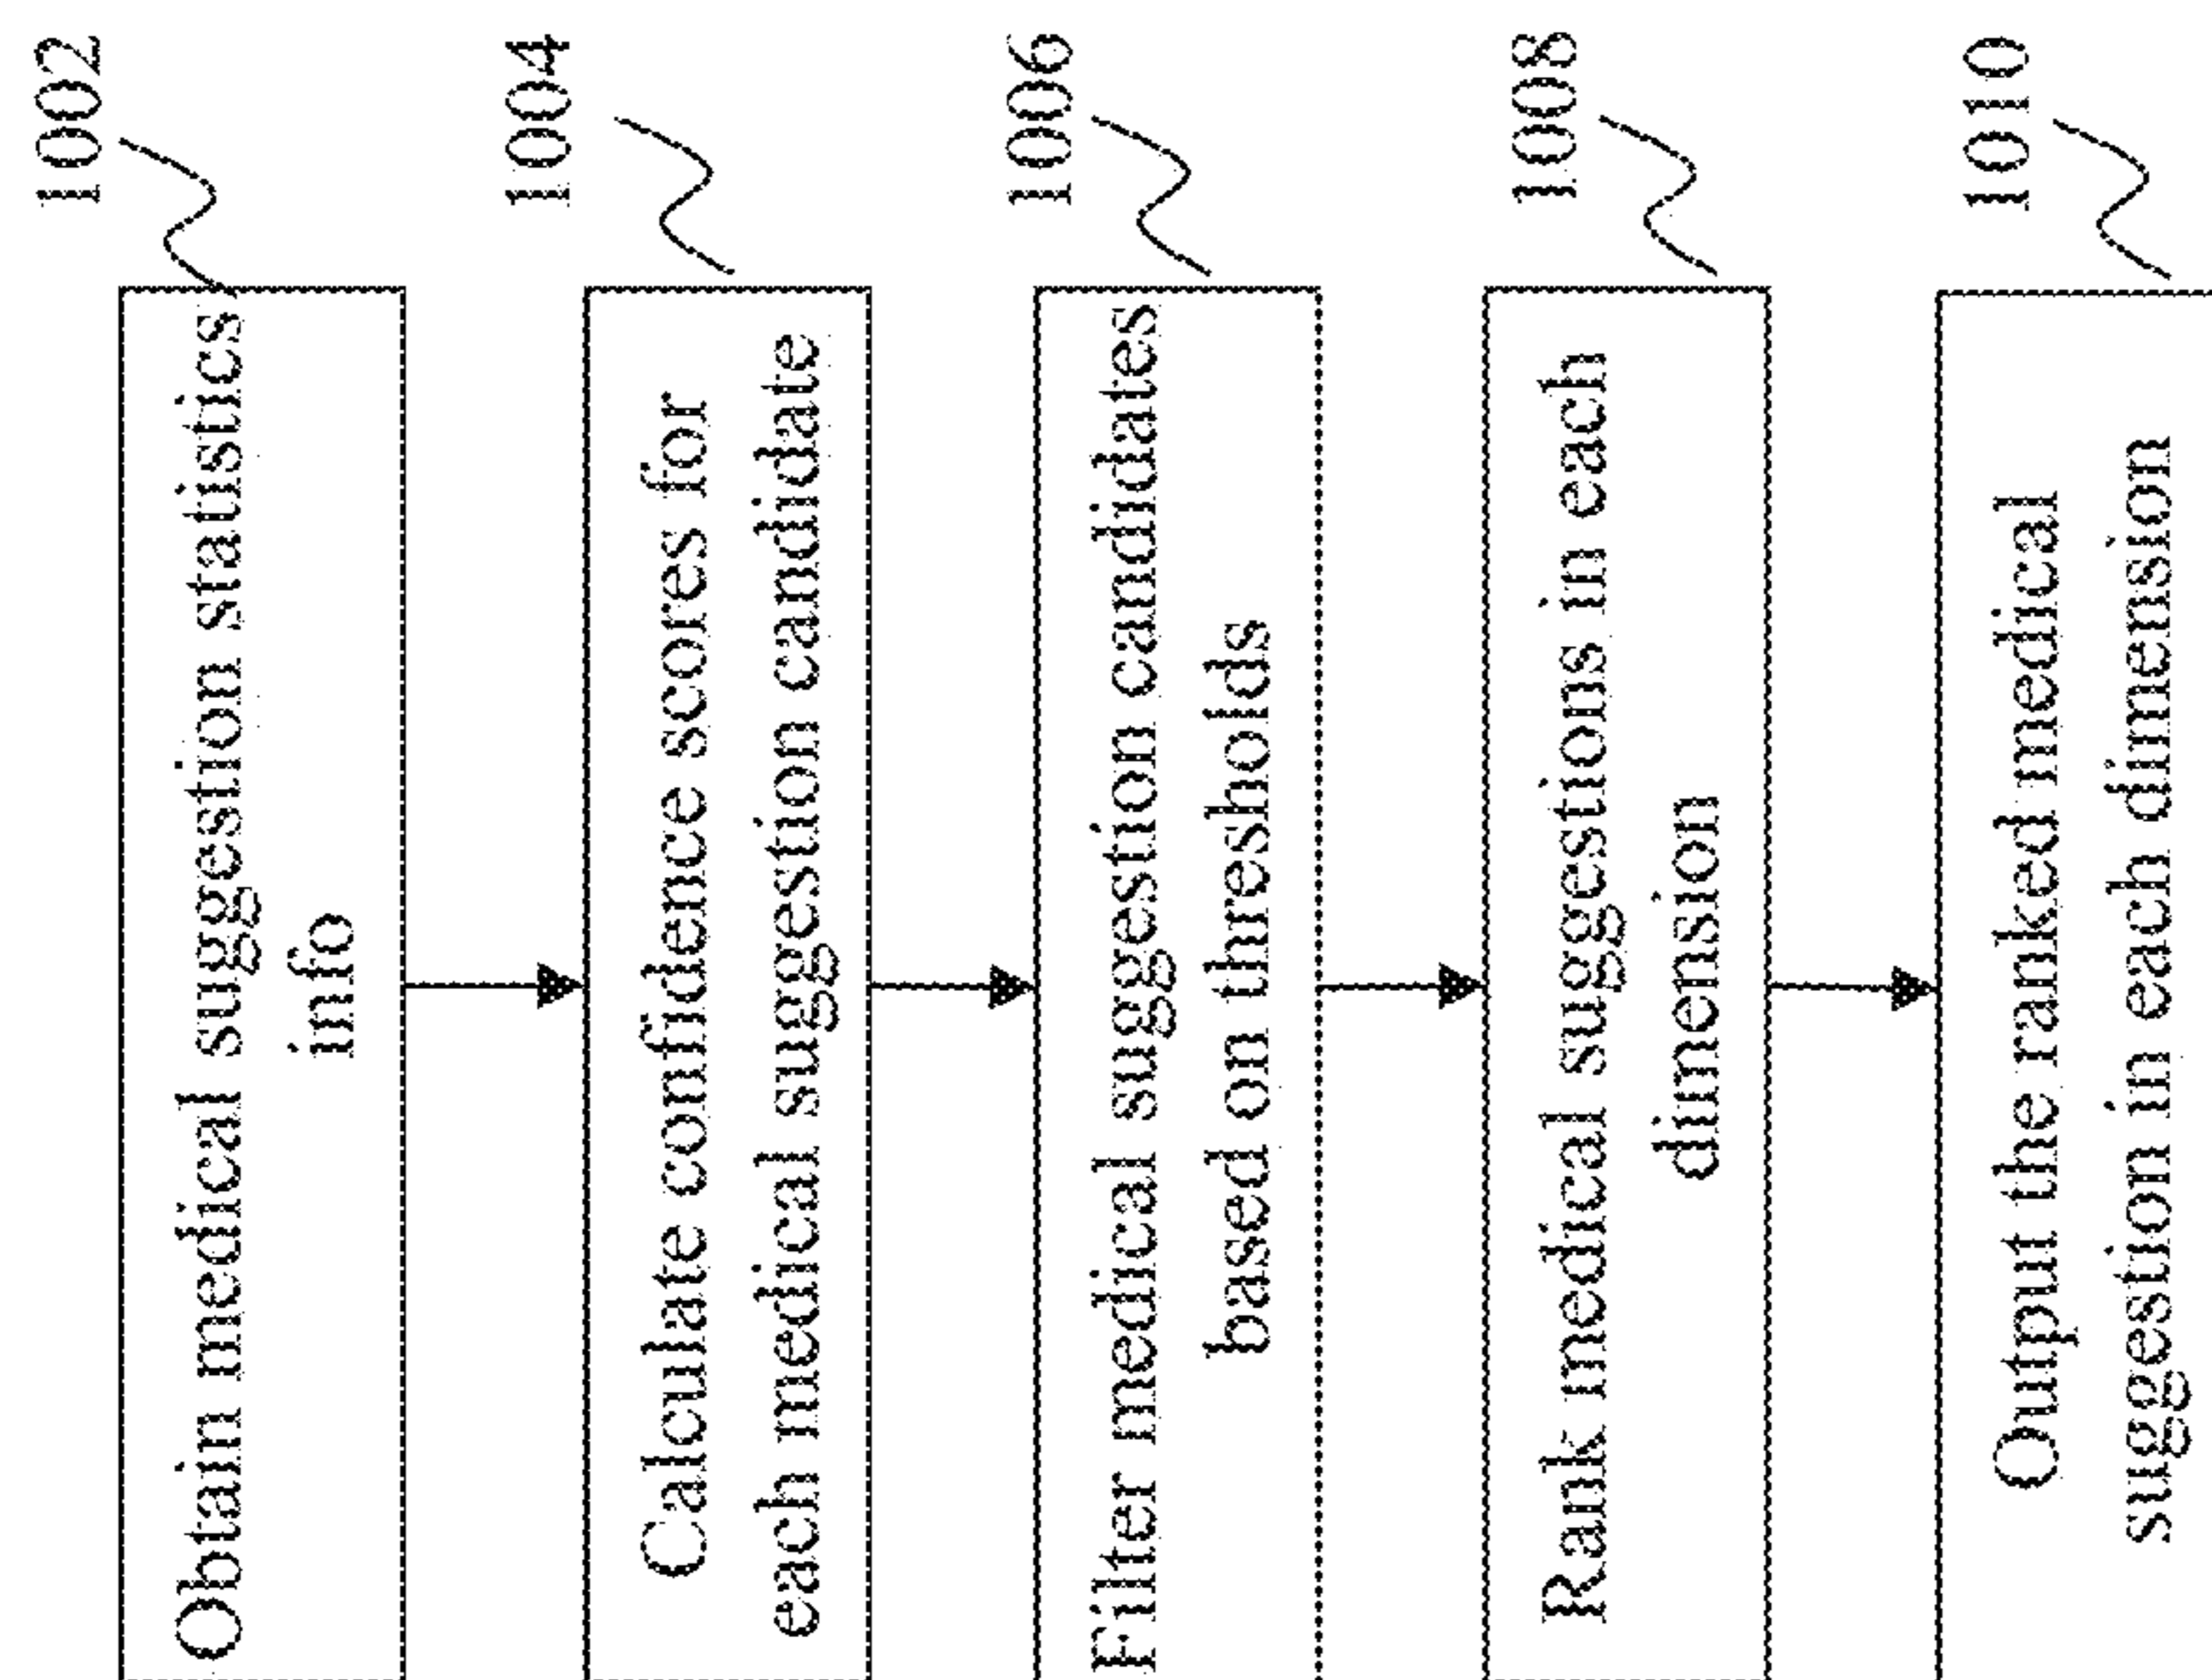 1002
Obtain medical suggestion statistics
info
1004
Calculate confidence scores for
each medical suggestion candidate
1006
Filter medical suggestion candidates
based on thresholds
1008
Rank medical suggestions in each
dimension
1010
Output the ranked medical
suggestion in each dimension